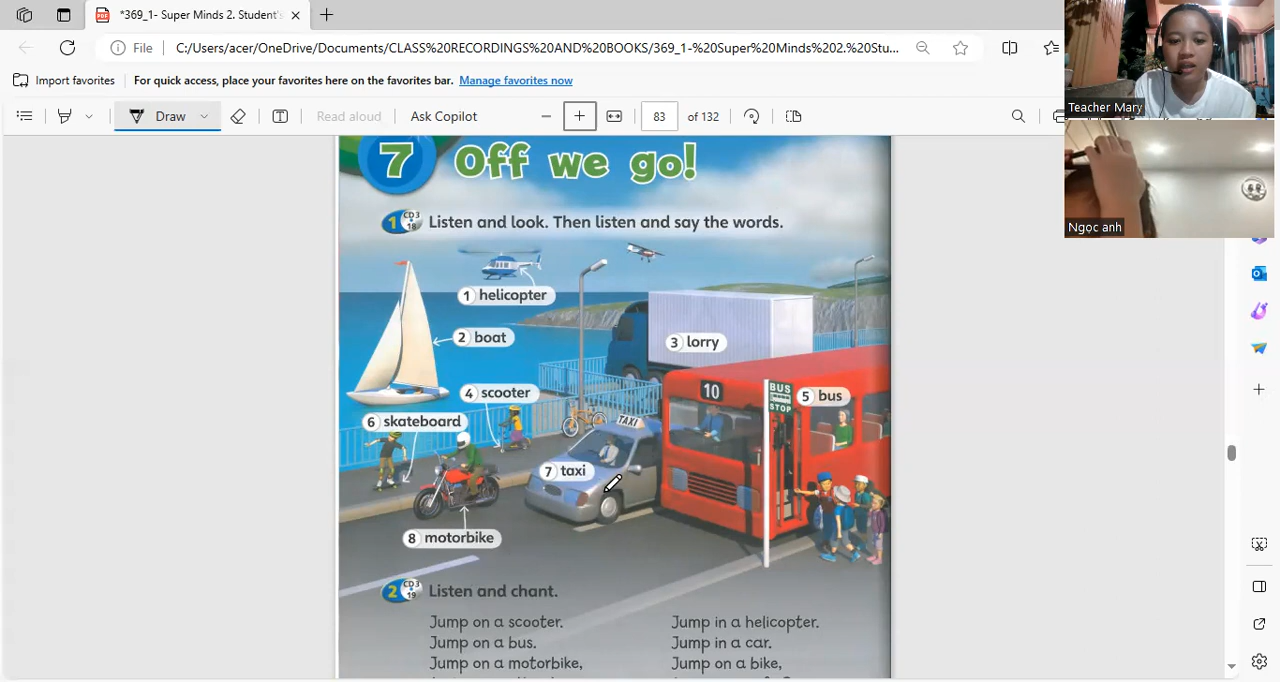 *369_1- Super Minds 2. Student's
File
C:/Users/acer/OneDrive/Documents/CLASS%20RECORDINGS%20AND%20BOOKS/369_1-%20Super%20Minds%202.%20Stu...
Import favorites
For quick access, place your favorites here on the favorites bar. Manage favorites now
Draw
Read aloud
Ask Copilot
83 of 132
Teacher Mary
Ngọc anh
7 Off we go!
1 CD3 18 Listen and look. Then listen and say the words.
1 helicopter
2 boat
3 lorry
4 scooter
10
BUS
STOP
5 bus
6 skateboard
TAXI
7 taxi
8 motorbike
2 CD3 19 Listen and chant.
Jump on a scooter.
Jump on a bus.
Jump on a motorbike,
Jump in a helicopter.
Jump in a car.
Jump on a bike,